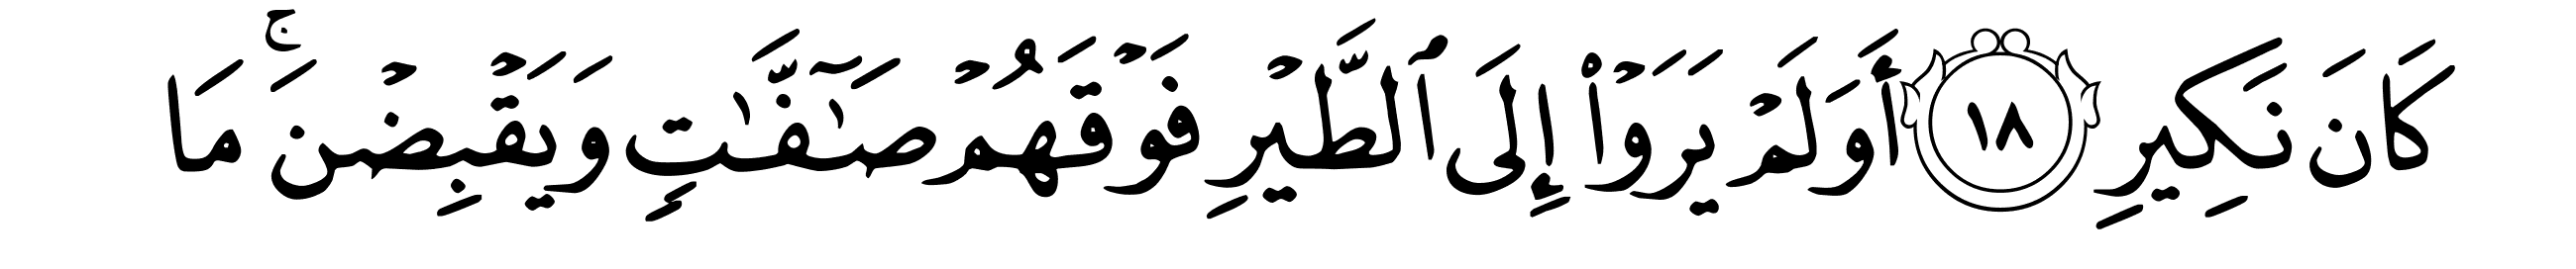 كَانَ نَكِيرِ ١٨ أَوَلَمْ يَرَوْا۟ إِلَى ٱلطَّيْرِ فَوْقَهُمْ صَـٰٓفَّـٰتٍ وَيَقْبِضْنَ ۚ مَا